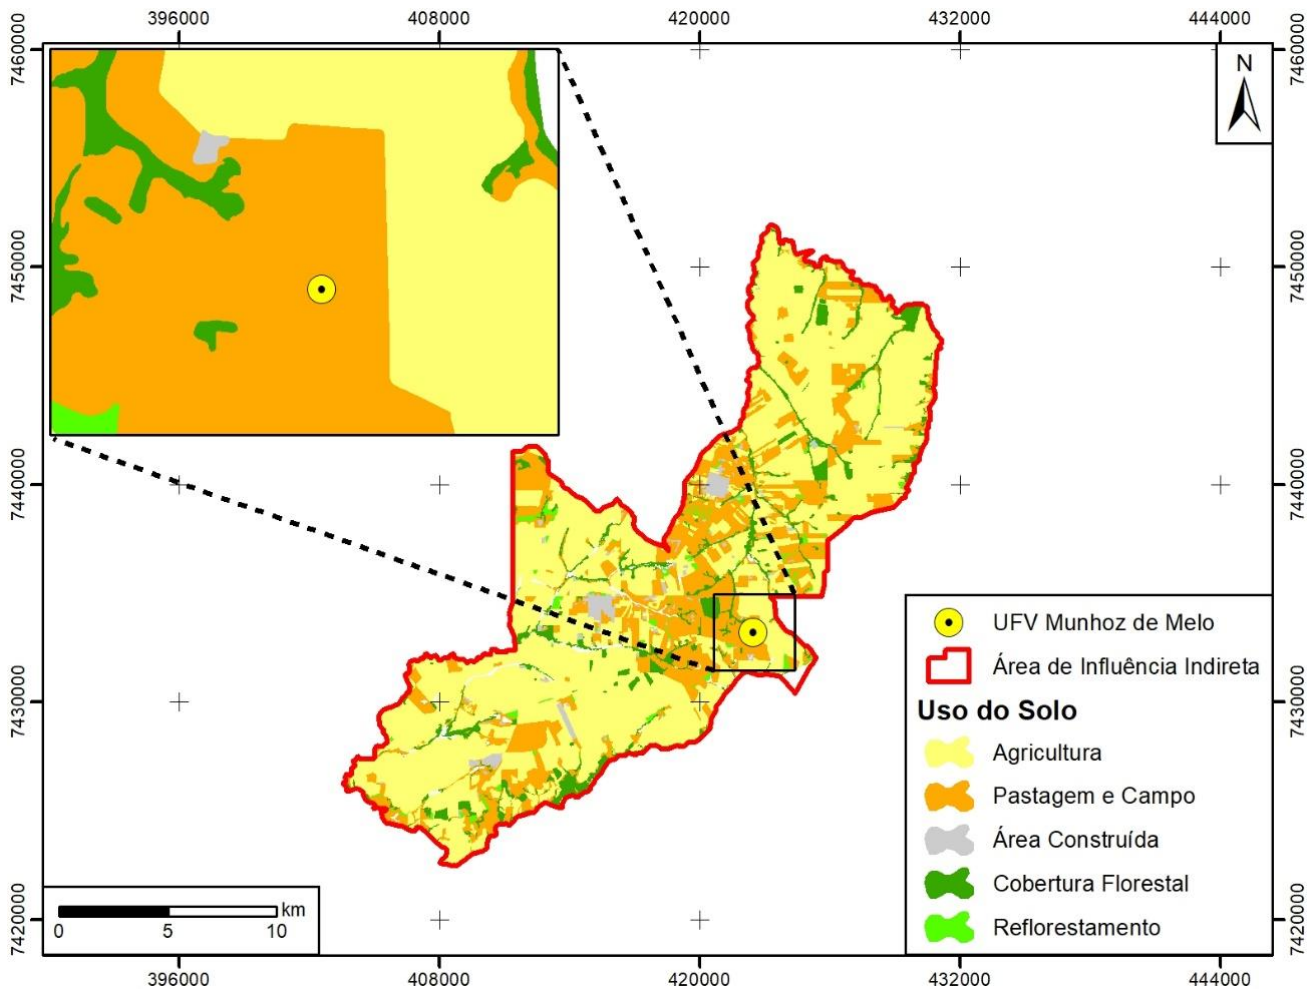 396000 408000 420000 432000 444000
7460000 7460000
N
7450000 7450000
7440000 7440000
7430000 7430000
7420000 7420000
UFV Munhoz de Melo
Área de Influência Indireta
Uso do Solo
Agricultura
Pastagem e Campo
Área Construída
Cobertura Florestal
Reflorestamento
km
0 5 10
396000 408000 420000 432000 444000